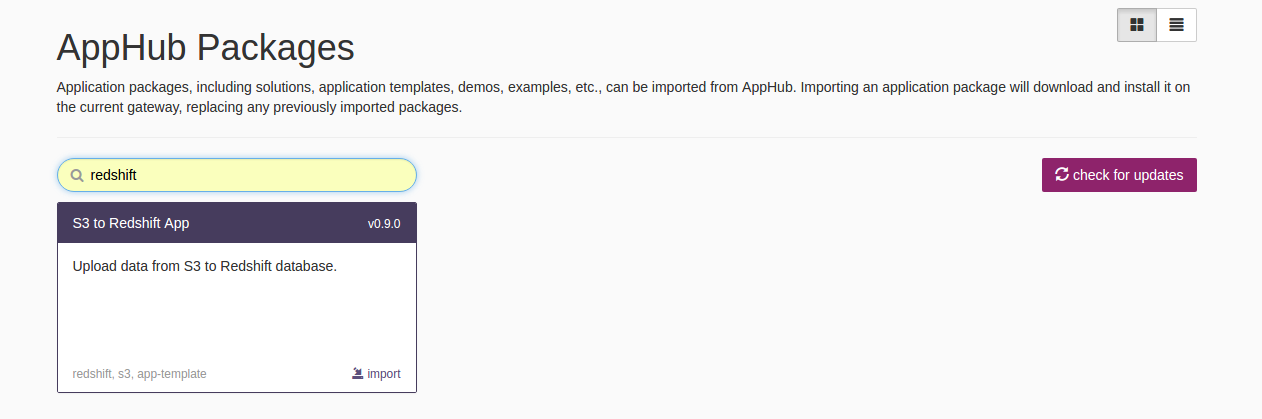 AppHub Packages
Application packages, including solutions, application templates, demos, examples, etc., can be imported from AppHub. Importing an application package will download and install it on
the current gateway, replacing any previously imported packages.
redshift
check for updates
S3 to Redshift App
v0.9.0
Upload data from S3 to Redshift database.
redshift, s3, app-template
import